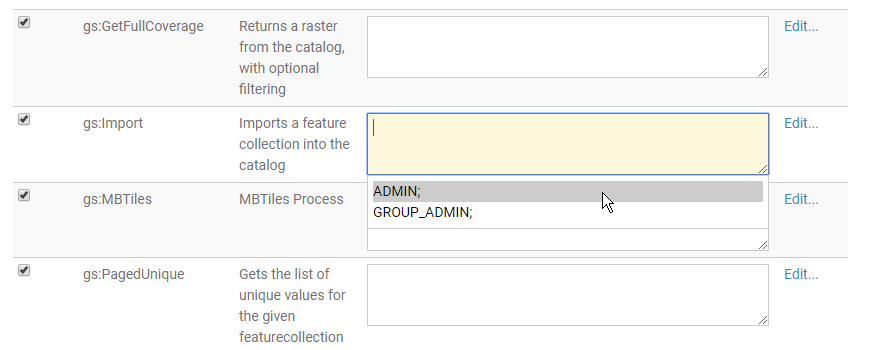 gs:GetFullCoverage
Returns a raster
from the catalog,
with optional
filtering
Edit...
gs:Import
Imports a feature
collection into the
catalog
Edit...
ADMIN;
GROUP_ADMIN;
gs:MBTiles
MBTiles Process
Edit...
gs:PagedUnique
Gets the list of
unique values for
the given
featurecollection
Edit...